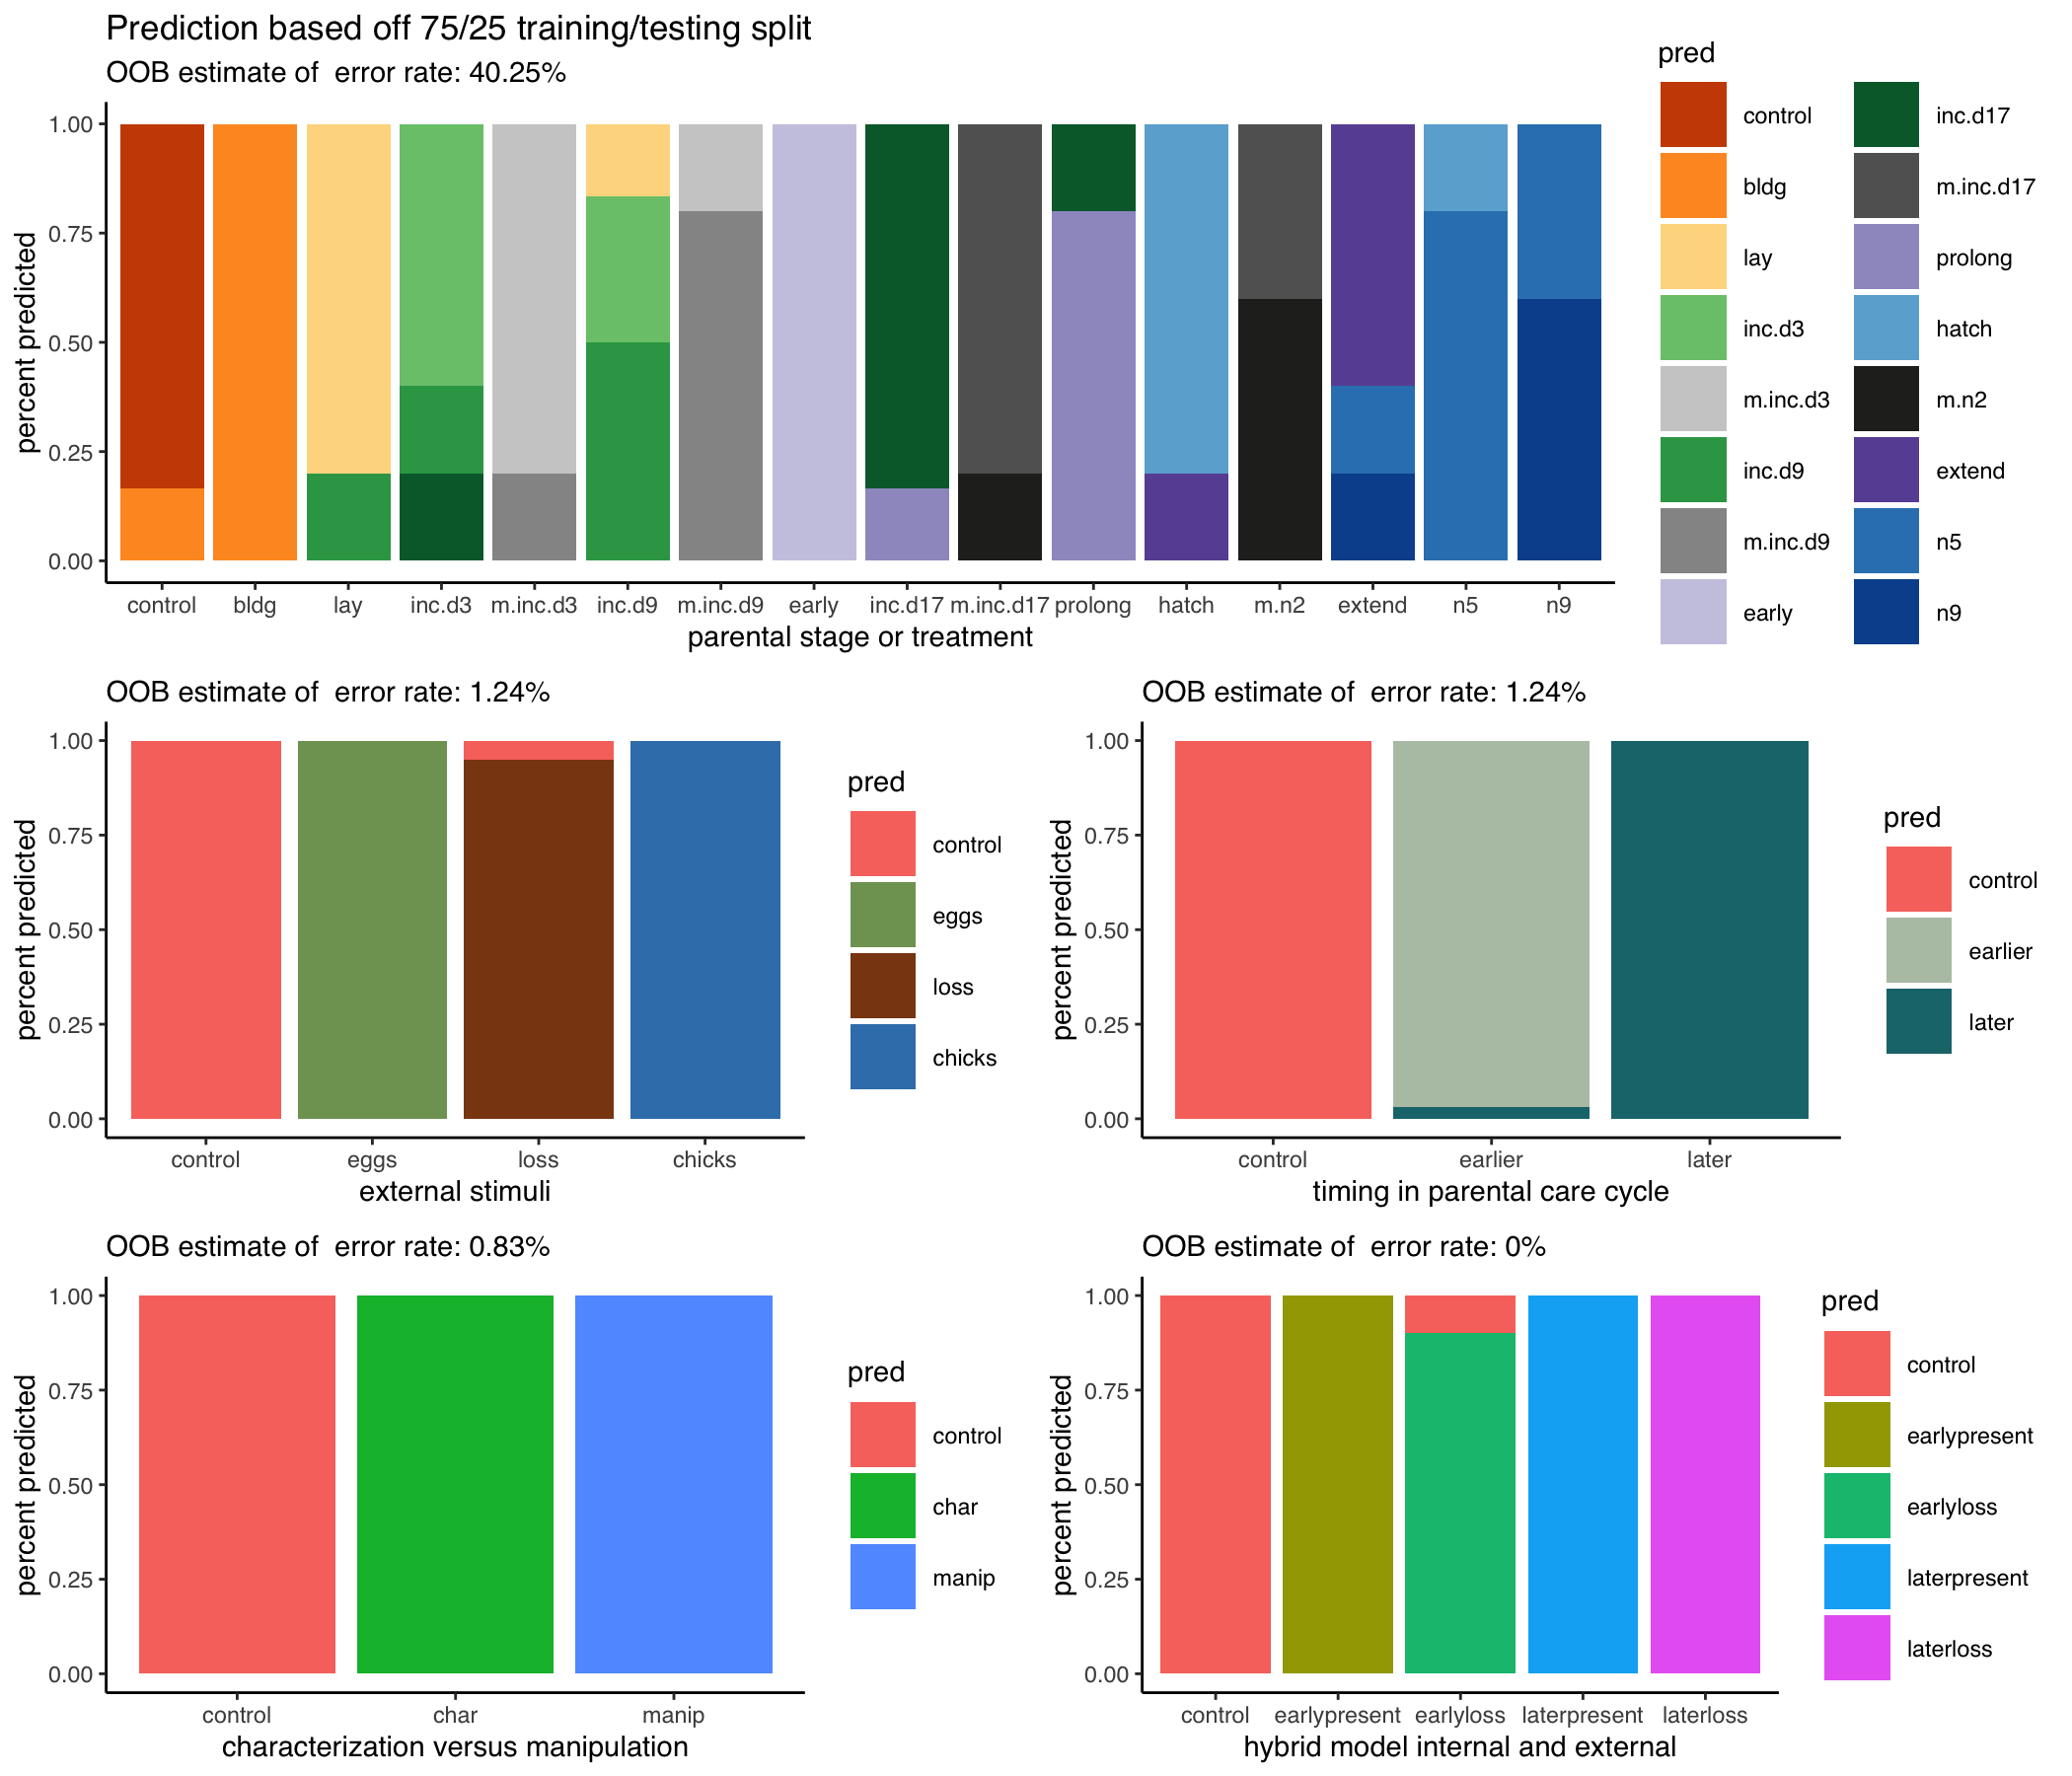 Prediction based off 75/25 training/testing split
OOB estimate of  error rate: 40.25%
percent predicted
1.00
0.75
0.50
0.25
0.00
control bldg lay inc.d3 m.inc.d3 inc.d9 m.inc.d9 early inc.d17 m.inc.d17 prolong hatch m.n2 extend n5 n9
parental stage or treatment
pred
control
bldg
lay
inc.d3
m.inc.d3
inc.d9
m.inc.d9
early
inc.d17
m.inc.d17
prolong
hatch
m.n2
extend
n5
n9
OOB estimate of  error rate: 1.24%
percent predicted
1.00
0.75
0.50
0.25
0.00
control eggs loss chicks
external stimuli
pred
control
eggs
loss
chicks
OOB estimate of  error rate: 1.24%
percent predicted
1.00
0.75
0.50
0.25
0.00
control earlier later
timing in parental care cycle
pred
control
earlier
later
OOB estimate of  error rate: 0.83%
percent predicted
1.00
0.75
0.50
0.25
0.00
control char manip
characterization versus manipulation
pred
control
char
manip
OOB estimate of  error rate: 0%
percent predicted
1.00
0.75
0.50
0.25
0.00
control earlypresent earlyloss laterpresent laterloss
hybrid model internal and external
pred
control
earlypresent
earlyloss
laterpresent
laterloss